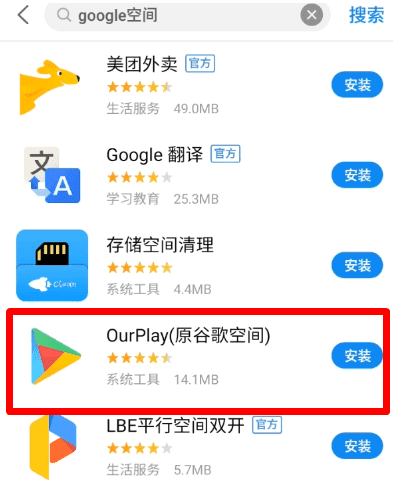 google空间
搜索
美团外卖 官方
生活服务 49.0MB
安装
Google 翻译 官方
学习教育 25.3MB
安装
存储空间清理
系统工具 4.4MB
安装
OurPlay(原谷歌空间)
系统工具 14.1MB
安装
LBE平行空间双开 官方
生活服务 5.7MB
安装
文
A
Clean